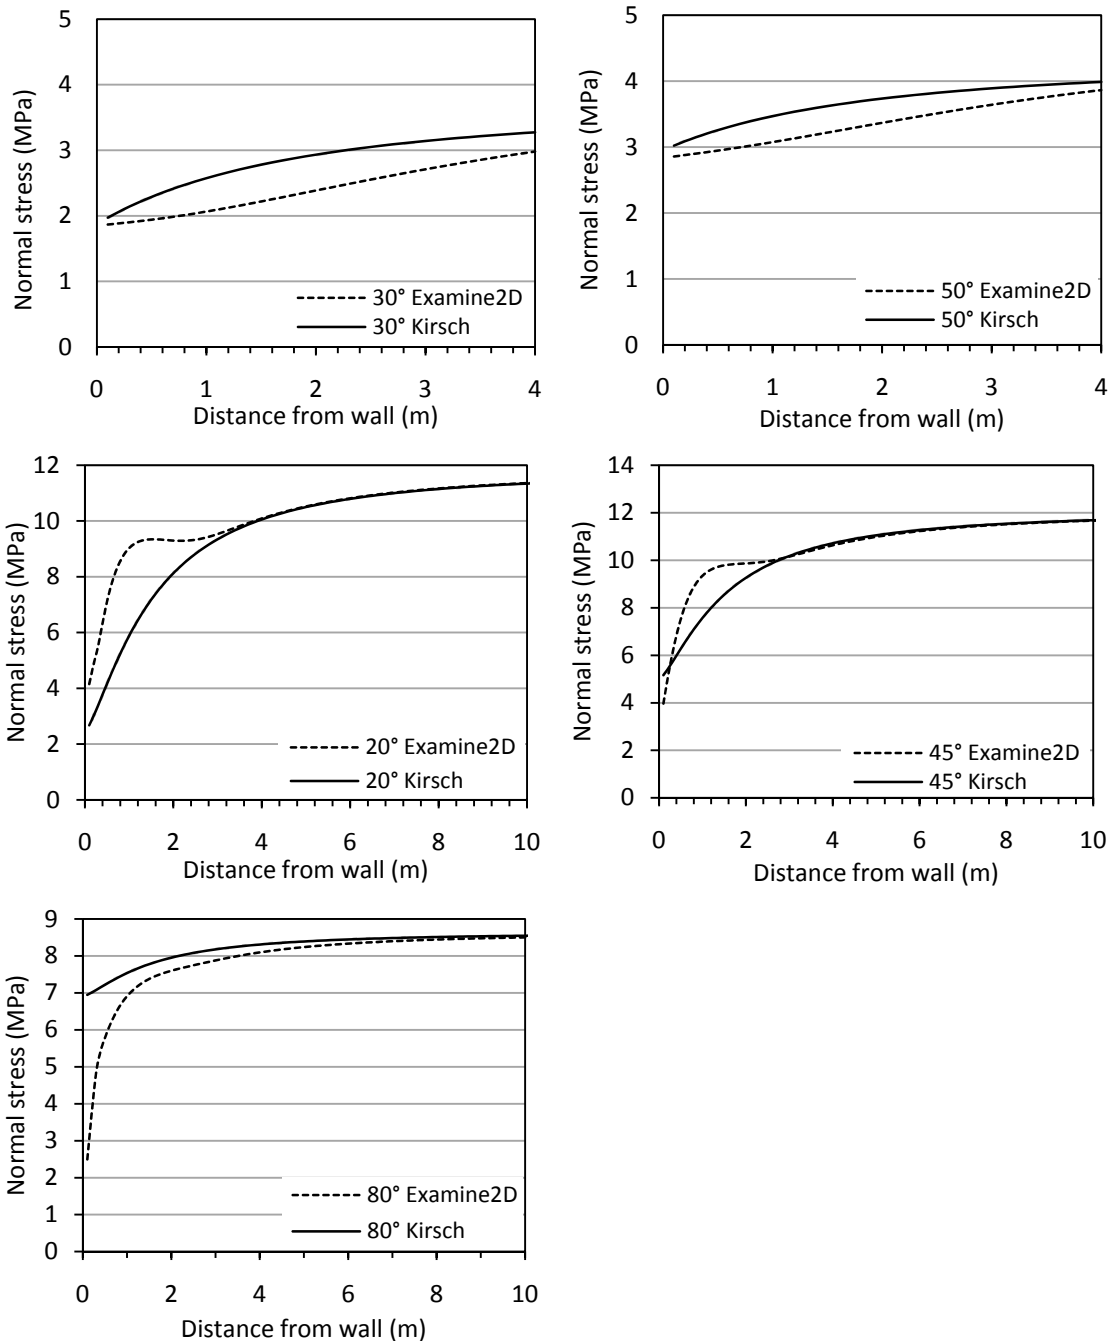 5
4
3
2
1
0
Normal stress (MPa)
30° Examine2D
30° Kirsch
0 1 2 3 4
Distance from wall (m)
5
4
3
2
1
0
Normal stress (MPa)
50° Examine2D
50° Kirsch
0 1 2 3 4
Distance from wall (m)
12
10
8
6
4
2
0
Normal stress (MPa)
20° Examine2D
20° Kirsch
0 2 4 6 8 10
Distance from wall (m)
14
12
10
8
6
4
2
0
Normal stress (MPa)
45° Examine2D
45° Kirsch
0 2 4 6 8 10
Distance from wall (m)
9
8
7
6
5
4
3
2
1
0
Normal stress (MPa)
80° Examine2D
80° Kirsch
0 2 4 6 8 10
Distance from wall (m)